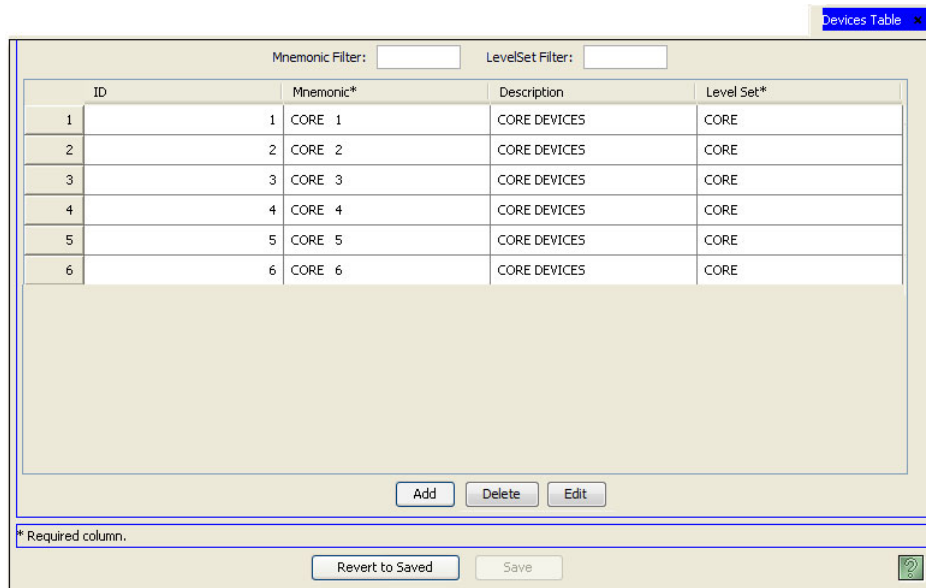 Devices Table ×
Mnemonic Filter: LevelSet Filter:
ID Mnemonic* Description Level Set*
1 1 CORE 1 CORE DEVICES CORE
2 2 CORE 2 CORE DEVICES CORE
3 3 CORE 3 CORE DEVICES CORE
4 4 CORE 4 CORE DEVICES CORE
5 5 CORE 5 CORE DEVICES CORE
6 6 CORE 6 CORE DEVICES CORE
Add Delete Edit
* Required column.
Revert to Saved Save ?